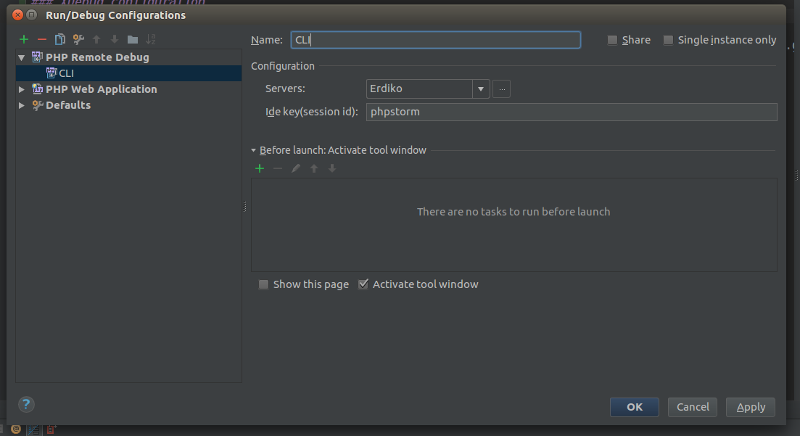 Run/Debug Configurations
Name: CLI
Share
Single instance only
PHP Remote Debug
CLI
PHP Web Application
Defaults
Configuration
Servers: Erdiko ...
Ide key(session id): phpstorm
Before launch: Activate tool window
There are no tasks to run before launch
Show this page
Activate tool window
?
OK
Cancel
Apply